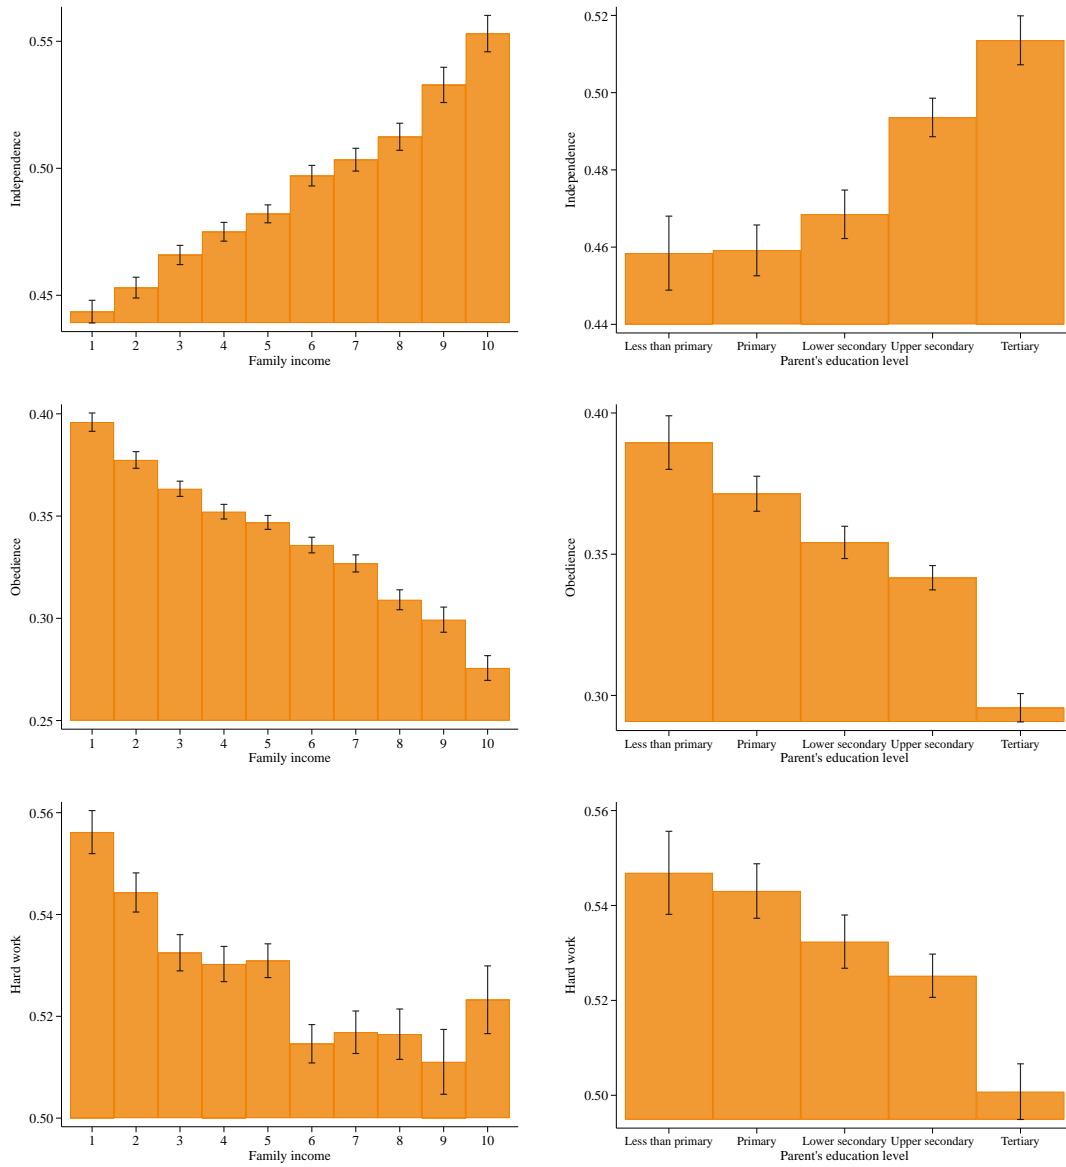 Independence
0.55
0.50
0.45
1 2 3 4 5 6 7 8 9 10
Family income
Independence
0.52
0.50
0.48
0.46
0.44
Less than primary Primary Lower secondary Upper secondary Tertiary
Parent's education level
Obedience
0.40
0.35
0.30
0.25
1 2 3 4 5 6 7 8 9 10
Family income
Obedience
0.40
0.35
0.30
Less than primary Primary Lower secondary Upper secondary Tertiary
Parent's education level
Hard work
0.56
0.54
0.52
0.50
1 2 3 4 5 6 7 8 9 10
Family income
Hard work
0.56
0.54
0.52
0.50
Less than primary Primary Lower secondary Upper secondary Tertiary
Parent's education level